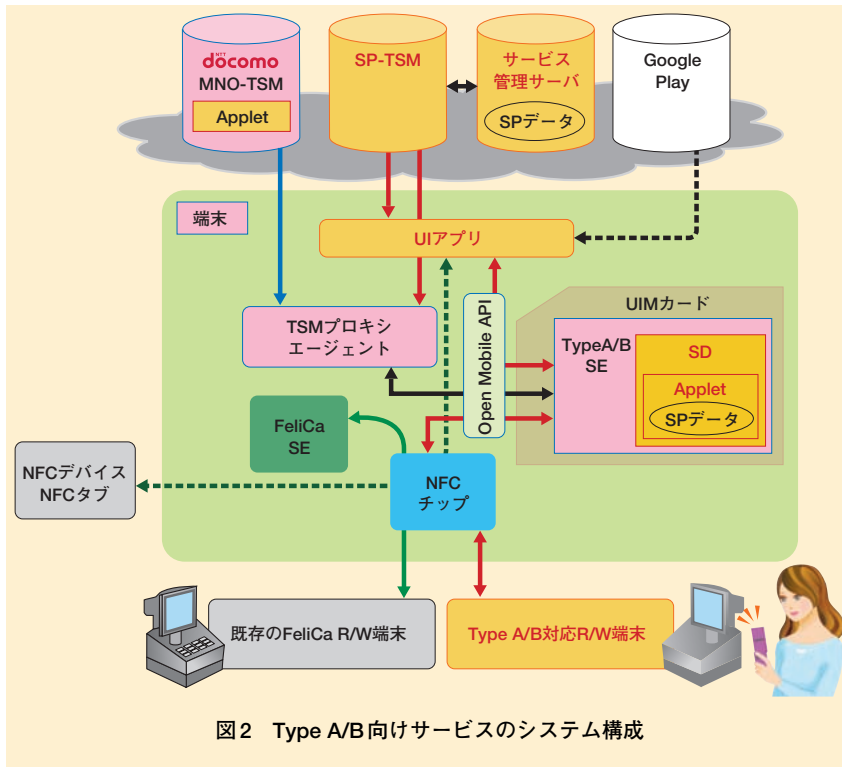 NTT
döcomo
MNO-TSM
Applet
SP-TSM
サービス
管理サーバ
SPデータ
Google
Play
端末
UIアプリ
TSMプロキシ
エージェント
Open Mobile API
UIMカード
TypeA/B
SE
SD
Applet
SPデータ
FeliCa
SE
NFCデバイス
NFCタブ
NFC
チップ
既存のFeliCa R/W端末
Type A/B対応R/W端末
図2 Type A/B向けサービスのシステム構成